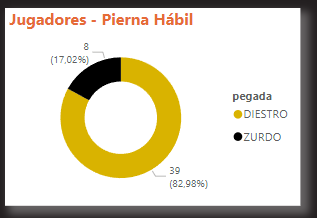 Jugadores - Pierna Hábil
8
(17,02%)
pegada
DIESTRO
ZURDO
39
(82,98%)